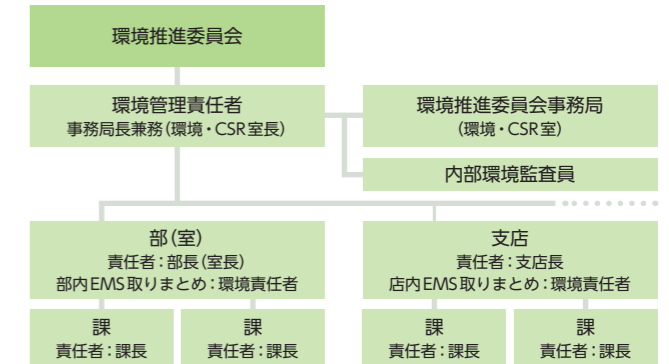 環境推進委員会
環境管理責任者
事務局長兼務(環境・CSR室長)
環境推進委員会事務局
(環境・CSR室)
内部環境監査員
部(室)
責任者:部長(室長)
部内EMS取りまとめ:環境責任者
支店
責任者:支店長
店内EMS取りまとめ:環境責任者
課
責任者:課長
課
責任者:課長
課
責任者:課長
課
責任者:課長